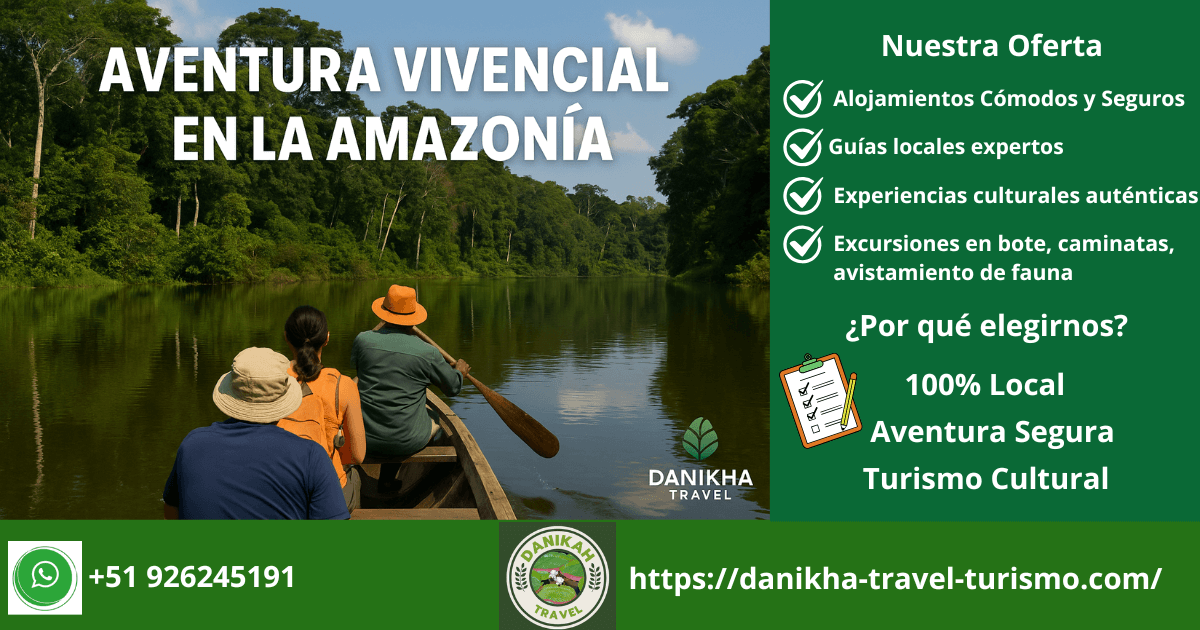 AVENTURA VIVENCIAL
EN LA AMAZONÍA
DANIKHA
TRAVEL
Nuestra Oferta
Alojamientos Cómodos y Seguros
Guías locales expertos
Experiencias culturales auténticas
Excursiones en bote, caminatas,
avistamiento de fauna
¿Por qué elegirnos?
100% Local
Aventura Segura
Turismo Cultural
+51 926245191
DANIKAH
TRAVEL
https://danikha-travel-turismo.com/